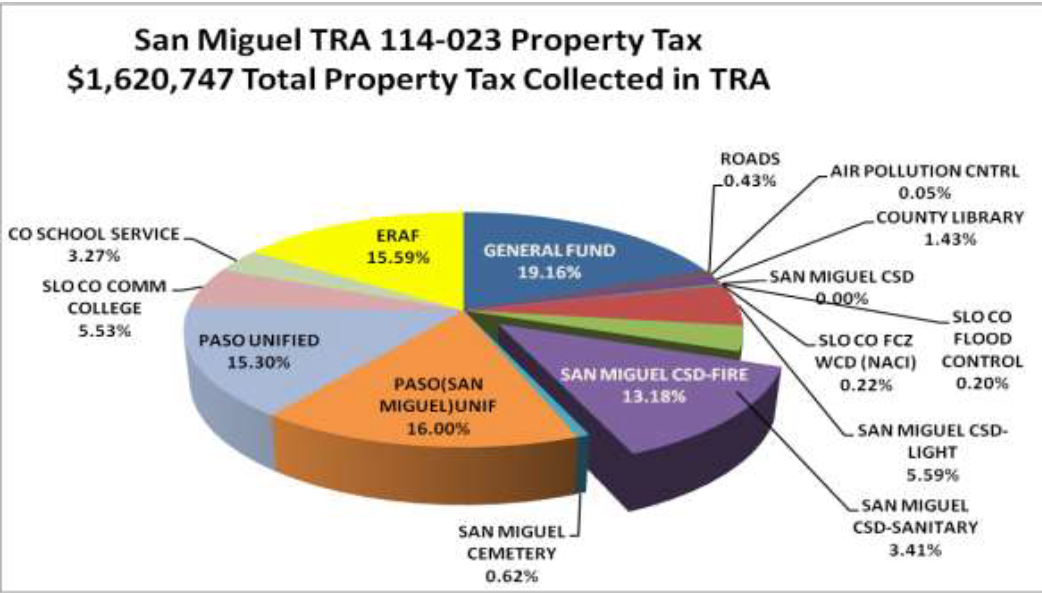 San Miguel TRA 114-023 Property Tax
$1,620,747 Total Property Tax Collected in TRA
ROADS
0.43%
AIR POLLUTION CNTRL
0.05%
COUNTY LIBRARY
1.43%
SAN MIGUEL CSD
0.00%
SLO CO
FLOOD
CONTROL
0.20%
SLO CO FCZ
WCD (NACI)
0.22%
SAN MIGUEL CSD-
LIGHT
5.59%
SAN MIGUEL
CSD-SANITARY
3.41%
SAN MIGUEL CSD-FIRE
13.18%
SAN MIGUEL
CEMETERY
0.62%
PASO(SAN
MIGUEL)UNIF
16.00%
PASO UNIFIED
15.30%
SLO CO COMM
COLLEGE
5.53%
CO SCHOOL SERVICE
3.27%
ERAF
15.59%
GENERAL FUND
19.16%